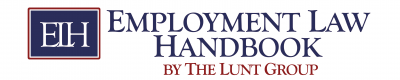 ELH
EMPLOYMENT LAW
HANDBOOK
BY THE LUNT GROUP